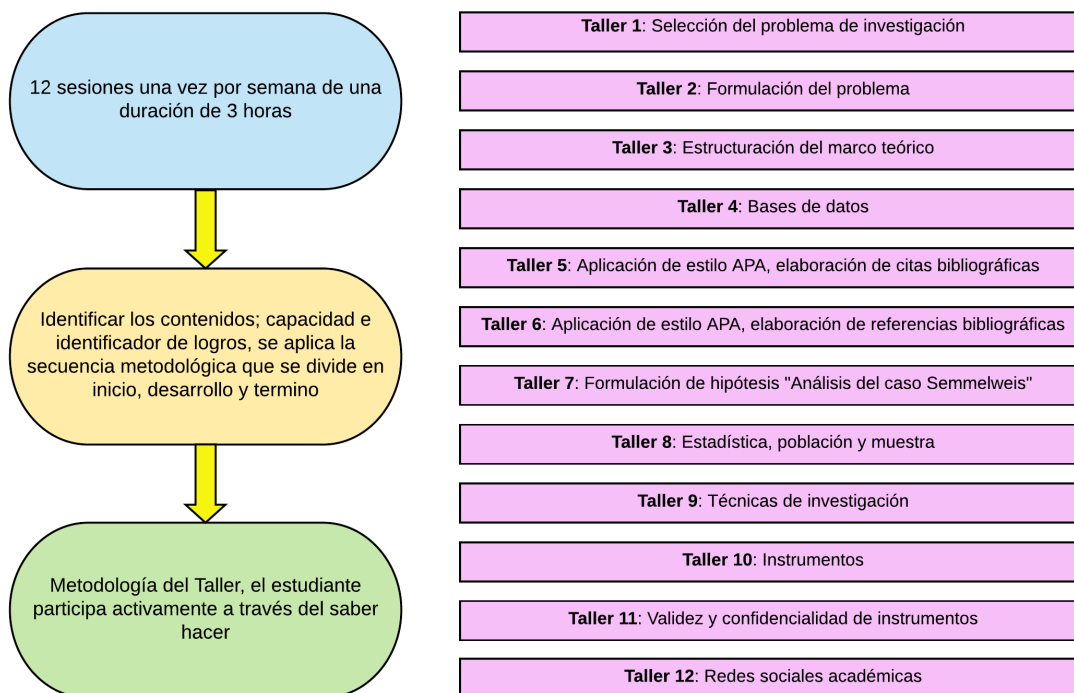 12 sesiones una vez por semana de una
duración de 3 horas
Identificar los contenidos; capacidad e
identificador de logros, se aplica la
secuencia metodológica que se divide en
inicio, desarrollo y termino
Metodología del Taller, el estudiante
participa activamente a través del saber
hacer
Taller 1: Selección del problema de investigación
Taller 2: Formulación del problema
Taller 3: Estructuración del marco teórico
Taller 4: Bases de datos
Taller 5: Aplicación de estilo APA, elaboración de citas bibliográficas
Taller 6: Aplicación de estilo APA, elaboración de referencias bibliográficas
Taller 7: Formulación de hipótesis "Análisis del caso Semmelweis"
Taller 8: Estadística, población y muestra
Taller 9: Técnicas de investigación
Taller 10: Instrumentos
Taller 11: Validez y confidencialidad de instrumentos
Taller 12: Redes sociales académicas